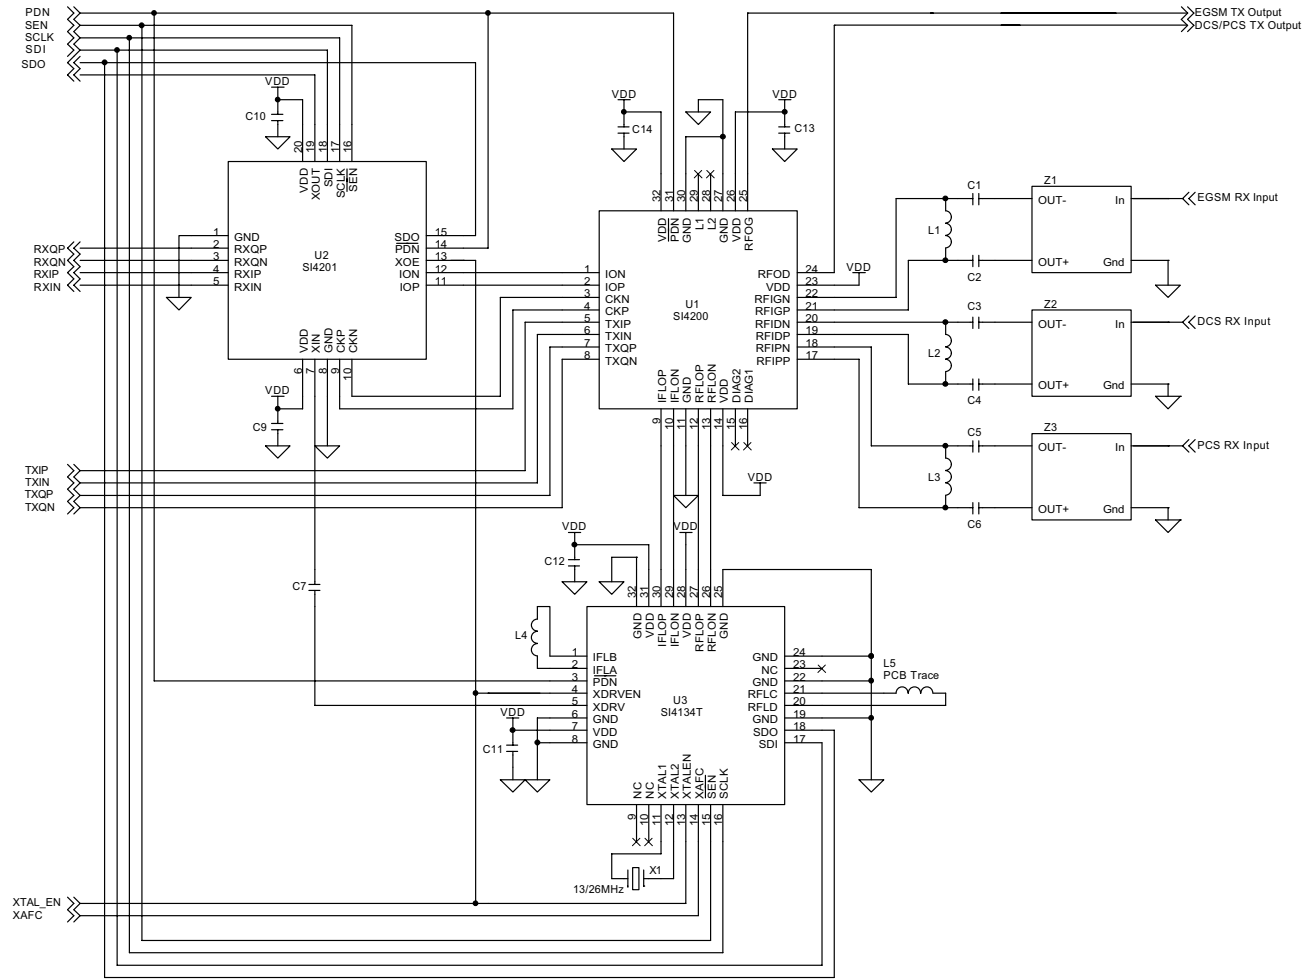 PDN
SEN
SCLK
SDI
SDO
EGSM TX Output
DCS/PCS TX Output
VDD
C10
VDD
C14
VDD
C13
20 19 18 17 16
VDD XOUT SDI SCLK SEN
32 31 30 29 28 27 26 25
VDD PDN GND L1 L2 GND VDD RFOG
RXQP
RXQN
RXIP
RXIN
1 GND
2 RXQP
3 RXQN
4 RXIP
5 RXIN
U2
SI4201
SDO 15
PDN 14
XOE 13
ION 12
IOP 11
VDD XIN GND CKP CKN
6 7 8 9 10
VDD
C9
1 ION
2 IOP
3 CKN
4 CKP
5 TXIP
6 TXIN
7 TXQP
8 TXQN
U1
SI4200
RFOD 24
VDD 23
RFIGN 22
RFIGP 21
RFIDN 20
RFIDP 19
RFIPN 18
RFIPP 17
VDD
IFLOP IFLON GND RFLOP RFLON VDD DIAG2 DIAG1
9 10 11 12 13 14 15 16
VDD
C1
L1
C2
Z1
OUT- In
OUT+ Gnd
EGSM RX Input
C3
L2
C4
Z2
OUT- In
OUT+ Gnd
DCS RX Input
C5
L3
C6
Z3
OUT- In
OUT+ Gnd
PCS RX Input
TXIP
TXIN
TXQP
TXQN
C7
VDD
C12
VDD
32 31 30 29 28 27 26 25
GND VDD IFLOP IFLON VDD RFLOP RFLON GND
L4
1 IFLB
2 IFLA
3 PDN
4 XDRVEN
5 XDRV
6 GND
7 VDD
8 GND
U3
SI4134T
GND 24
NC 23
GND 22
RFLC 21
RFLD 20
GND 19
SDO 18
SDI 17
L5
PCB Trace
VDD
C11
NC NC XTAL1 XTAL2 XTALEN XAFC SEN SCLK
9 10 11 12 13 14 15 16
X1
13/26MHz
XTAL_EN
XAFC